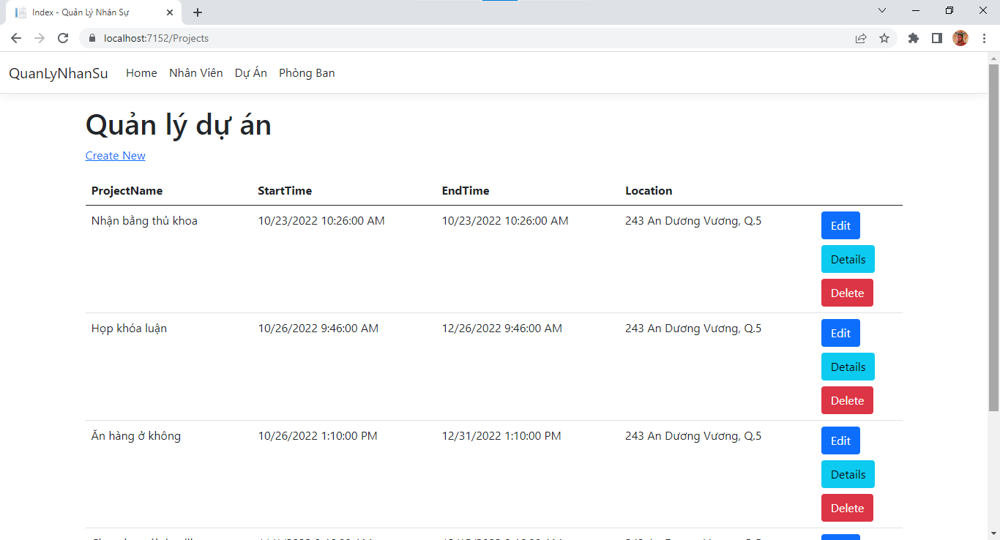 Index - Quản Lý Nhân Sự
localhost:7152/Projects
QuanLyNhanSu Home Nhân Viên Dự Án Phòng Ban
Quản lý dự án
Create New
ProjectName StartTime EndTime Location
Nhận bằng thủ khoa 10/23/2022 10:26:00 AM 10/23/2022 10:26:00 AM 243 An Dương Vương, Q.5 Edit
Details
Delete
Họp khóa luận 10/26/2022 9:46:00 AM 12/26/2022 9:46:00 AM 243 An Dương Vương, Q.5 Edit
Details
Delete
Ăn hàng ở không 10/26/2022 1:10:00 PM 12/31/2022 1:10:00 PM 243 An Dương Vương, Q.5 Edit
Details
Delete